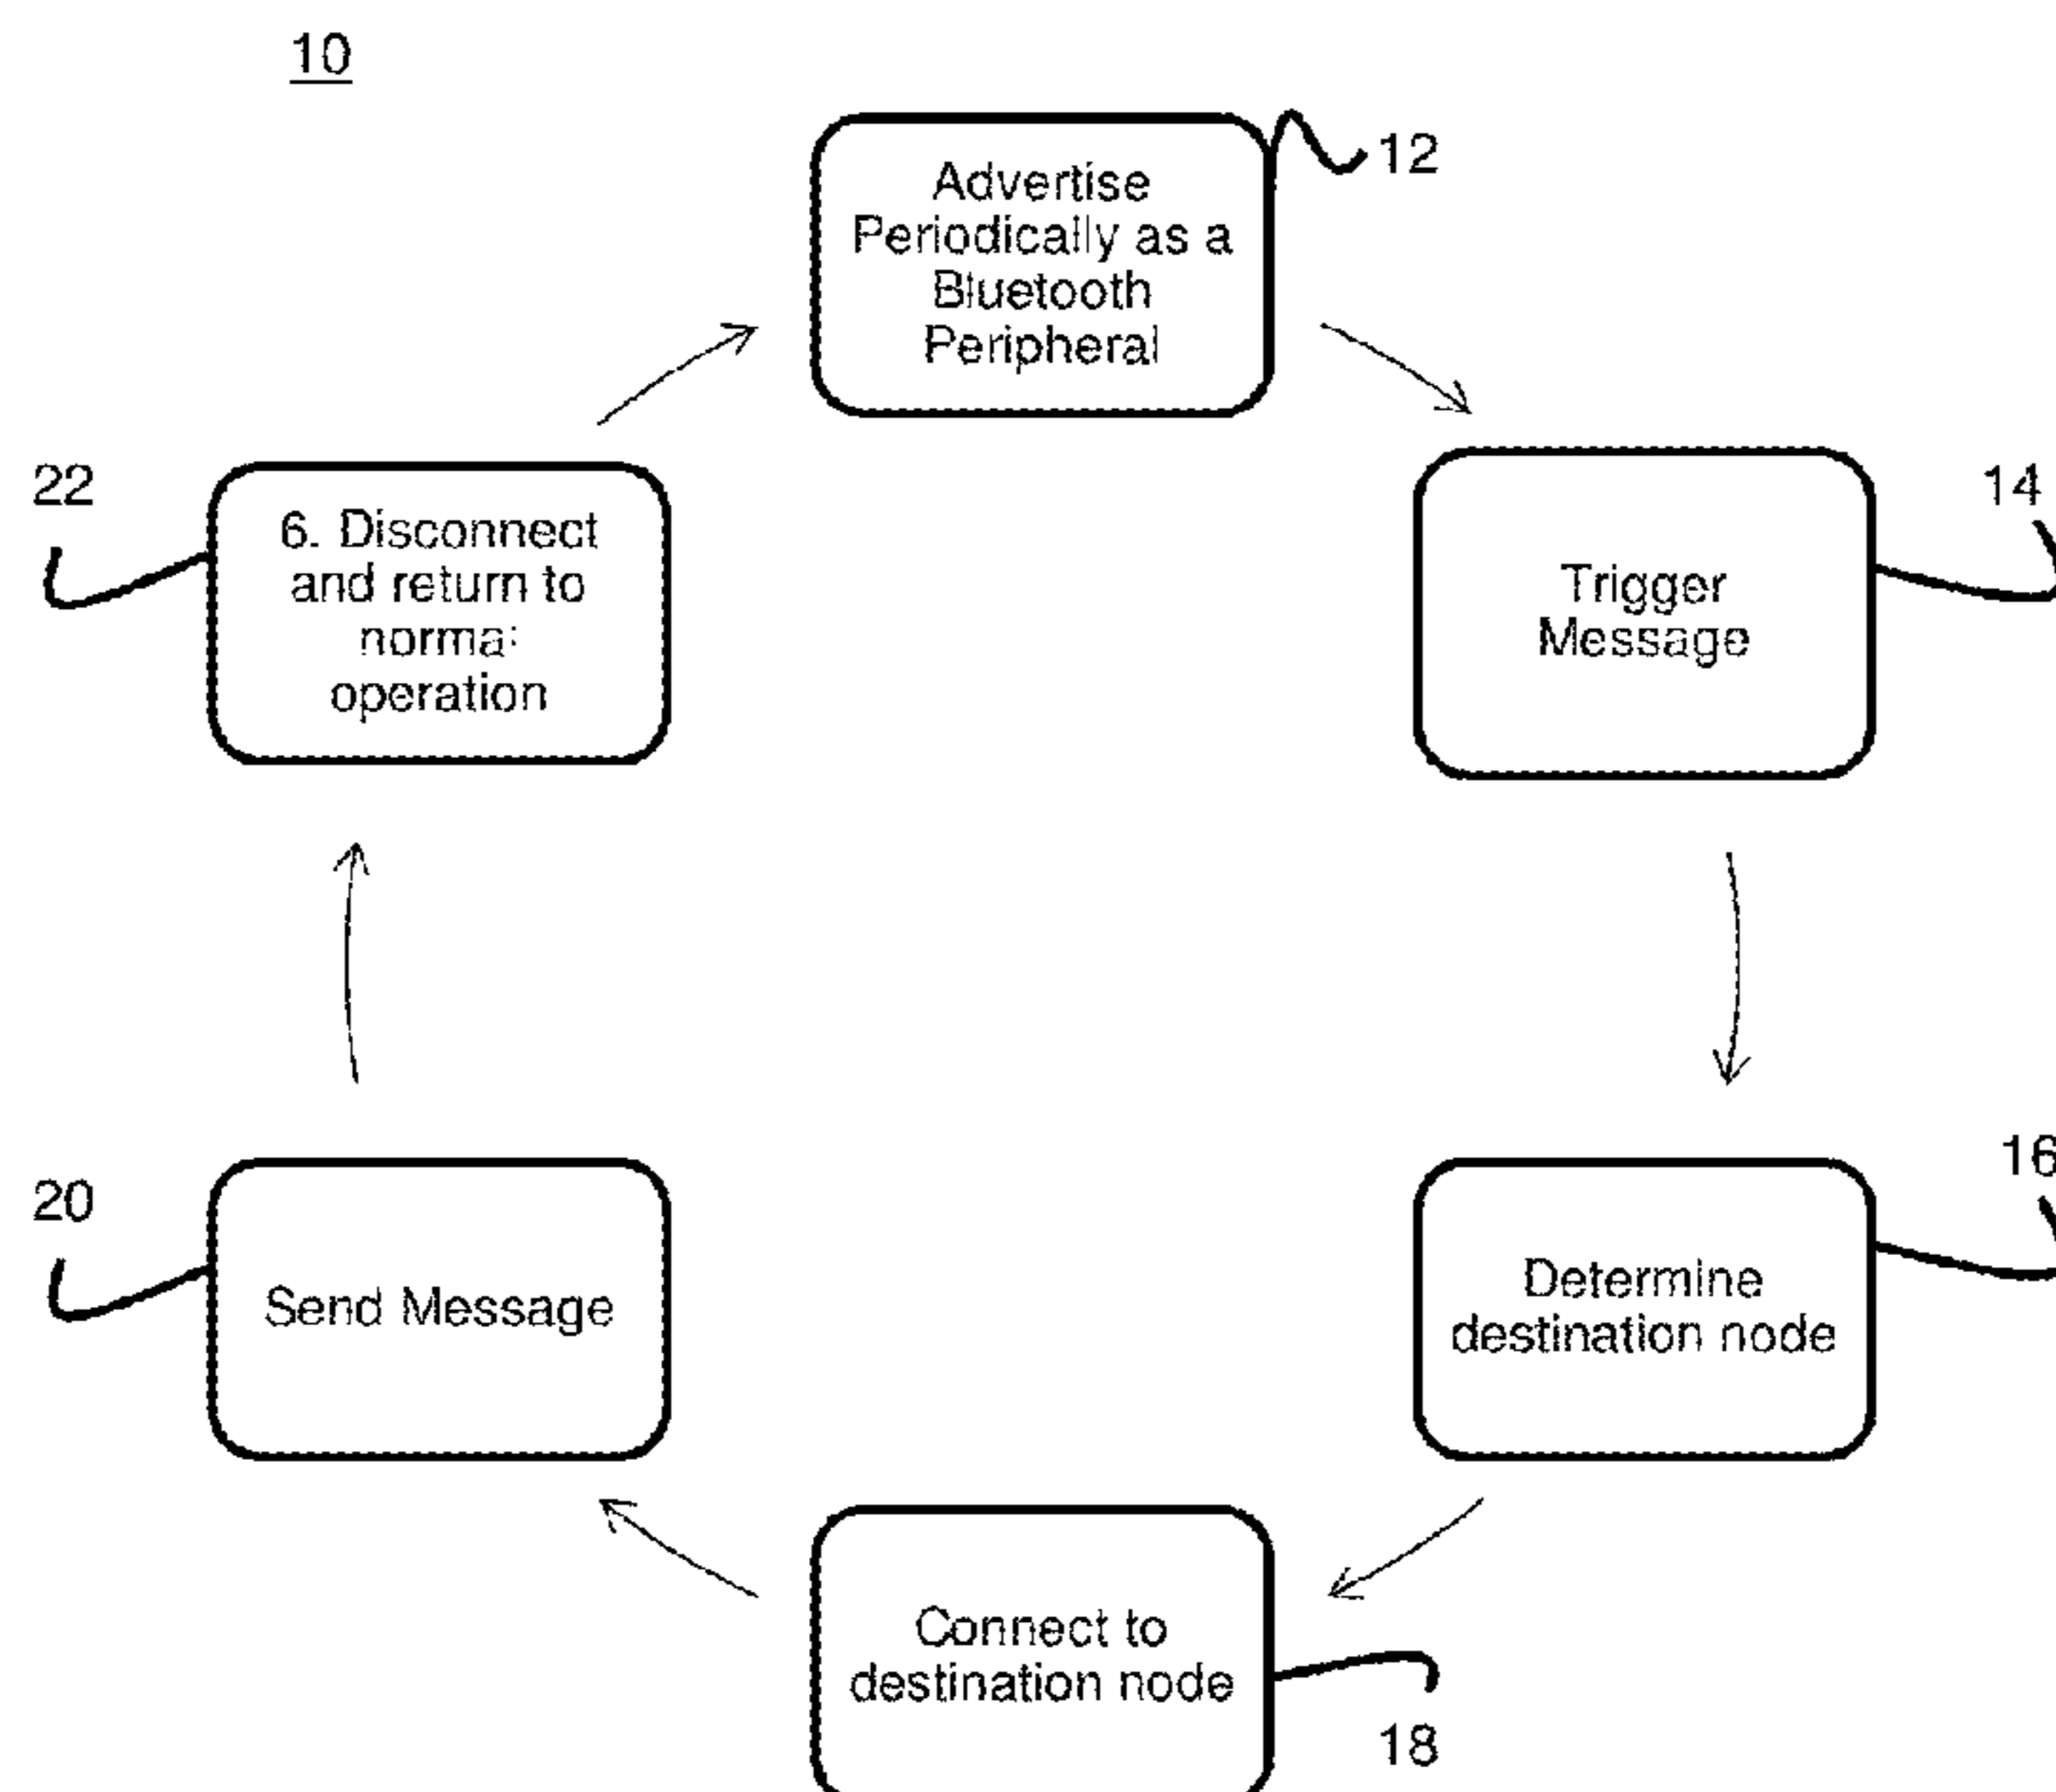 10
12
Advertise
Periodically as a
Bluetooth
Peripheral
22
6. Disconnect
and return to
normal
operation
14
Trigger
Message
20
Send Message
16
Determine
destination node
Connect to
destination node
18